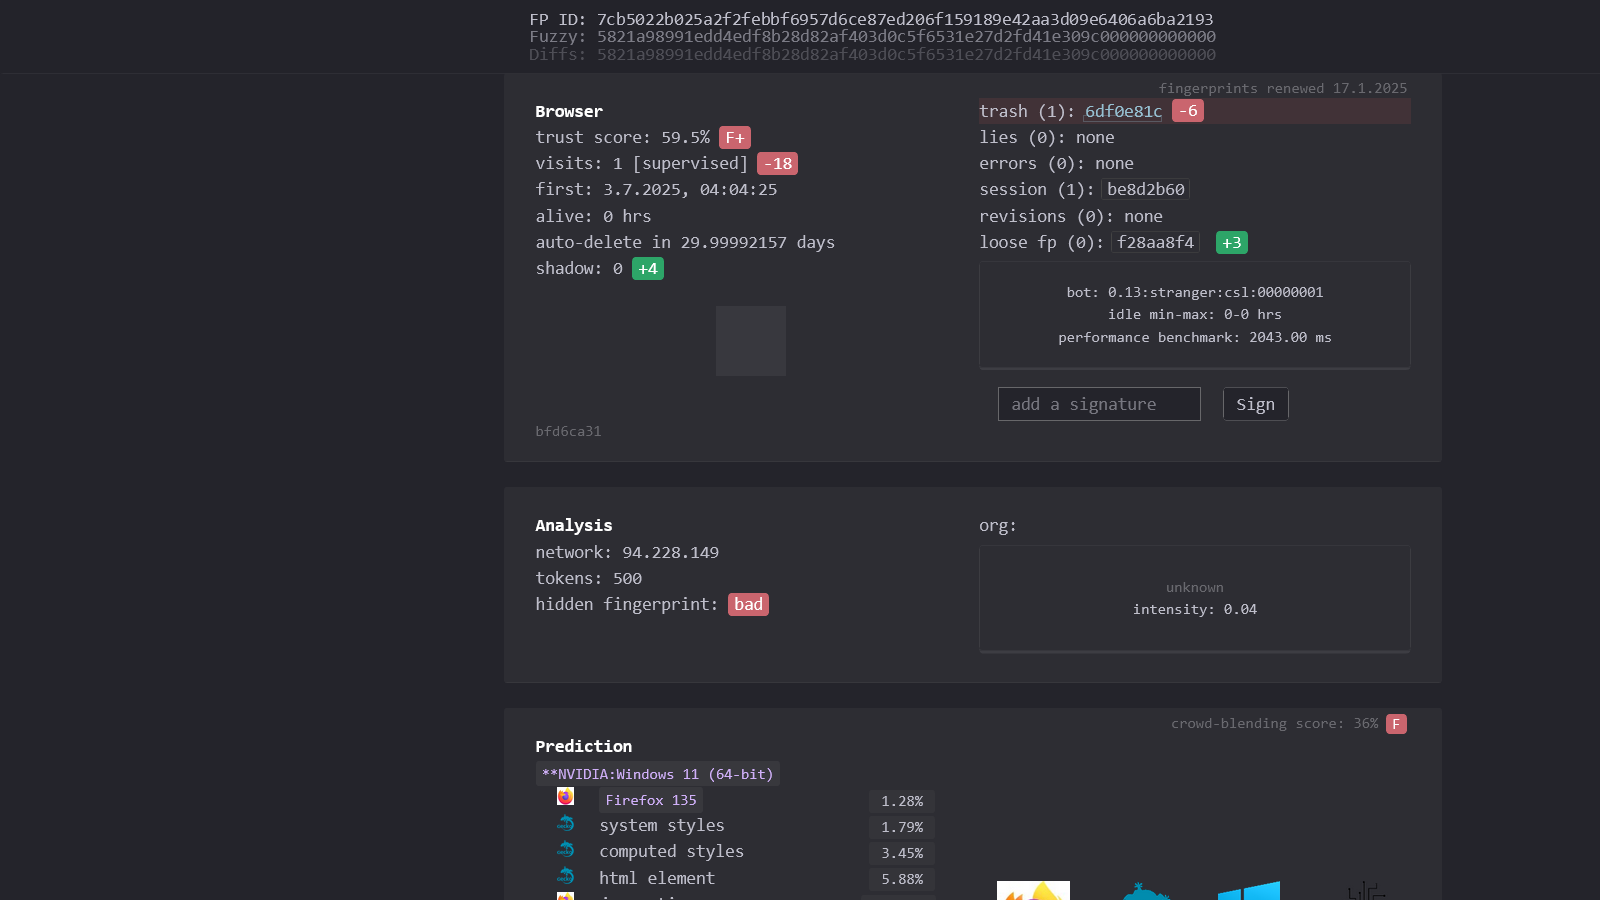 FP ID: 7cb5022b025a2f2febbf6957d6ce87ed206f159189e42aa3d09e6406a6ba2193
Fuzzy: 5821a98991edd4edf8b28d82af403d0c5f6531e27d2fd41e309c000000000000
Diffs: 5821a98991edd4edf8b28d82af403d0c5f6531e27d2fd41e309c000000000000
fingerprints renewed 17.1.2025
Browser
trust score: 59.5% F+
visits: 1 [supervised] -18
first: 3.7.2025, 04:04:25
alive: 0 hrs
auto-delete in 29.99992157 days
shadow: 0 +4
bfd6ca31
trash (1): 6df0e81c -6
lies (0): none
errors (0): none
session (1): be8d2b60
revisions (0): none
loose fp (0): f28aa8f4 +3
bot: 0.13:stranger:csl:00000001
idle min-max: 0-0 hrs
performance benchmark: 2043.00 ms
add a signature
Sign
Analysis
network: 94.228.149
tokens: 500
hidden fingerprint: bad
org:
unknown
intensity: 0.04
crowd-blending score: 36% F
Prediction
**NVIDIA:Windows 11 (64-bit)
Firefox 135 1.28%
system styles 1.79%
computed styles 3.45%
html element 5.88%